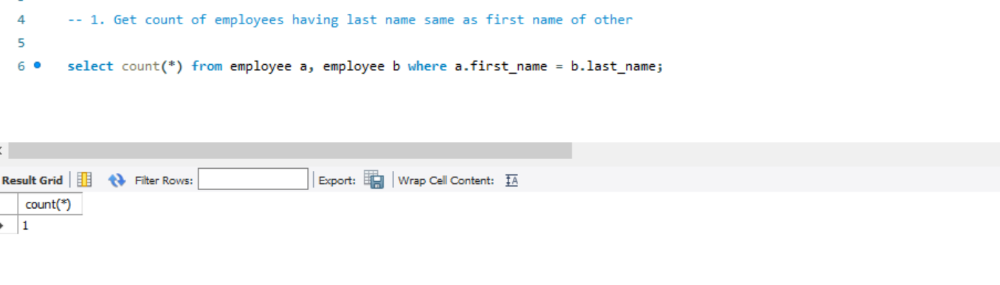 4 -- 1. Get count of employees having last name same as first name of other
5
6 select count(*) from employee a, employee b where a.first_name = b.last_name;
Result Grid Filter Rows: Export: Wrap Cell Content: IA
count(*)
1